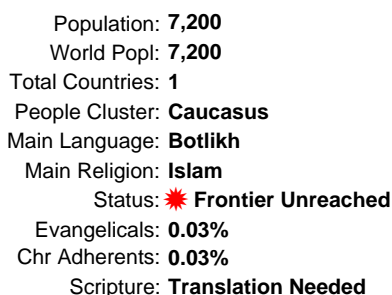 Population: 7,200
World Popl: 7,200
Total Countries: 1
People Cluster: Caucasus
Main Language: Botlikh
Main Religion: Islam
Status: Frontier Unreached
Evangelicals: 0.03%
Chr Adherents: 0.03%
Scripture: Translation Needed